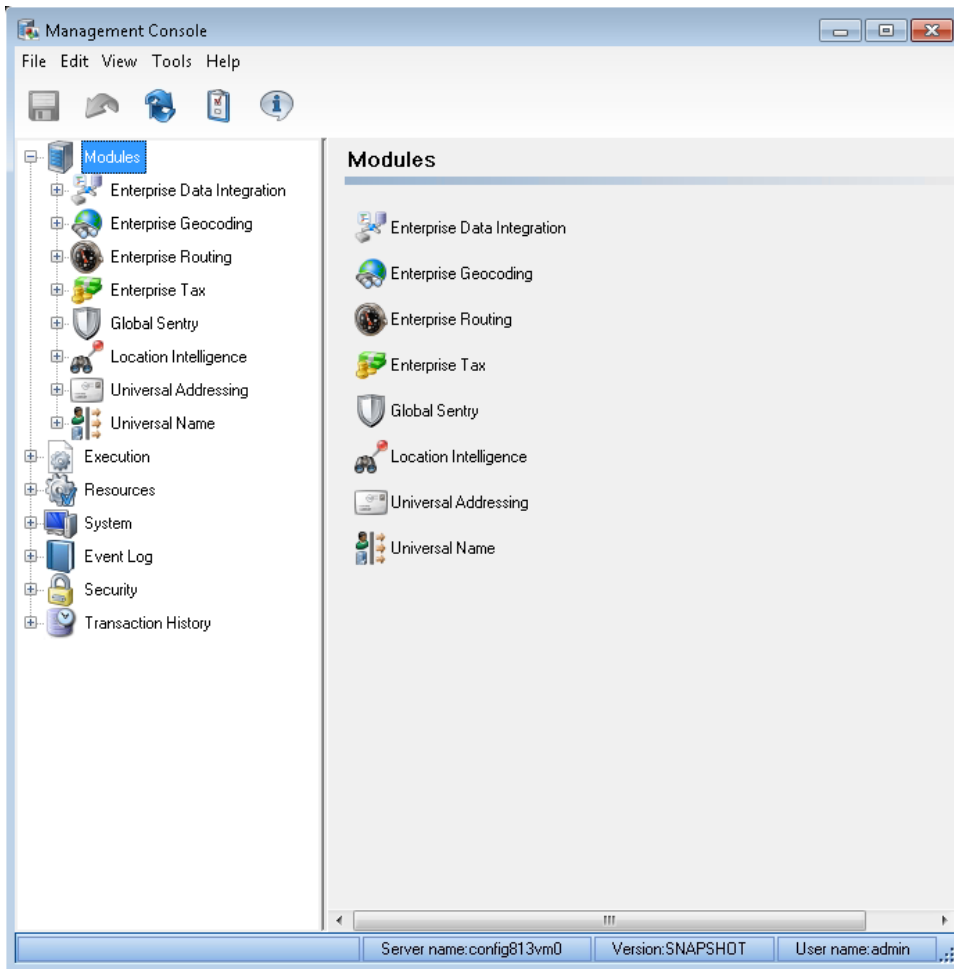 Management Console
File Edit View Tools Help
Modules
Enterprise Data Integration
Enterprise Geocoding
Enterprise Routing
Enterprise Tax
Global Sentry
Location Intelligence
Universal Addressing
Universal Name
Execution
Resources
System
Event Log
Security
Transaction History
Modules
Enterprise Data Integration
Enterprise Geocoding
Enterprise Routing
Enterprise Tax
Global Sentry
Location Intelligence
Universal Addressing
Universal Name
Server name:config813vm0 Version:SNAPSHOT User name:admin